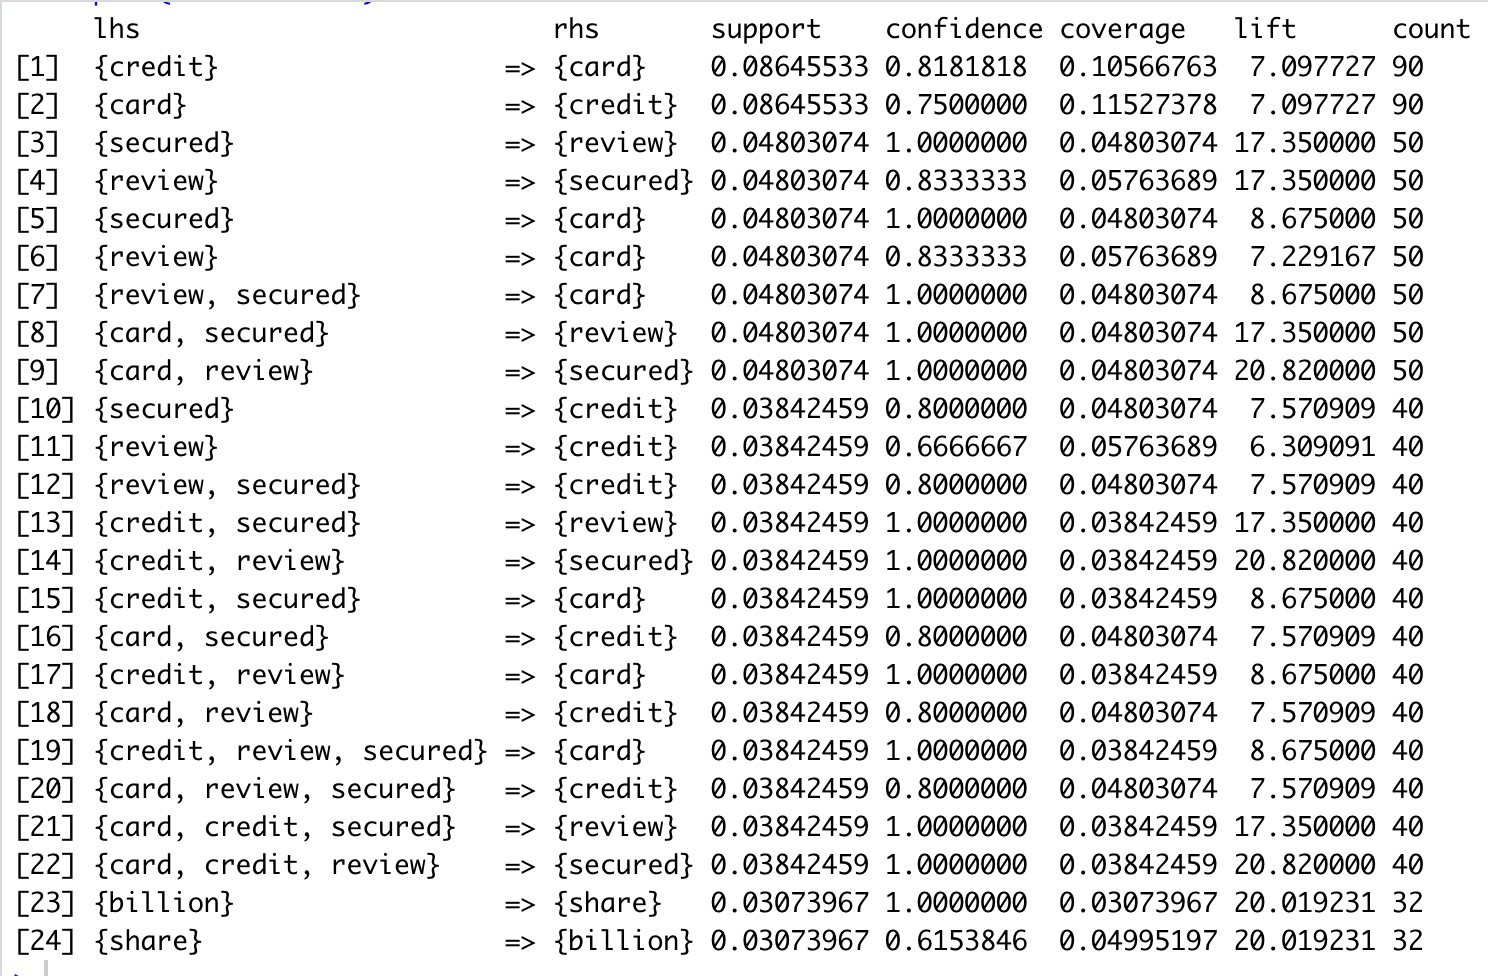 lhs rhs support confidence coverage lift count
[1] {credit} => {card} 0.08645533 0.8181818 0.10566763 7.097727 90
[2] {card} => {credit} 0.08645533 0.7500000 0.11527378 7.097727 90
[3] {secured} => {review} 0.04803074 1.0000000 0.04803074 17.350000 50
[4] {review} => {secured} 0.04803074 0.8333333 0.05763689 17.350000 50
[5] {secured} => {card} 0.04803074 1.0000000 0.04803074 8.675000 50
[6] {review} => {card} 0.04803074 0.8333333 0.05763689 7.229167 50
[7] {review, secured} => {card} 0.04803074 1.0000000 0.04803074 8.675000 50
[8] {card, secured} => {review} 0.04803074 1.0000000 0.04803074 17.350000 50
[9] {card, review} => {secured} 0.04803074 1.0000000 0.04803074 20.820000 50
[10] {secured} => {credit} 0.03842459 0.8000000 0.04803074 7.570909 40
[11] {review} => {credit} 0.03842459 0.6666667 0.05763689 6.309091 40
[12] {review, secured} => {credit} 0.03842459 0.8000000 0.04803074 7.570909 40
[13] {credit, secured} => {review} 0.03842459 1.0000000 0.03842459 17.350000 40
[14] {credit, review} => {secured} 0.03842459 1.0000000 0.03842459 20.820000 40
[15] {credit, secured} => {card} 0.03842459 1.0000000 0.03842459 8.675000 40
[16] {card, secured} => {credit} 0.03842459 0.8000000 0.04803074 7.570909 40
[17] {credit, review} => {card} 0.03842459 1.0000000 0.03842459 8.675000 40
[18] {card, review} => {credit} 0.03842459 0.8000000 0.04803074 7.570909 40
[19] {credit, review, secured} => {card} 0.03842459 1.0000000 0.03842459 8.675000 40
[20] {card, review, secured} => {credit} 0.03842459 0.8000000 0.04803074 7.570909 40
[21] {card, credit, secured} => {review} 0.03842459 1.0000000 0.03842459 17.350000 40
[22] {card, credit, review} => {secured} 0.03842459 1.0000000 0.03842459 20.820000 40
[23] {billion} => {share} 0.03073967 1.0000000 0.03073967 20.019231 32
[24] {share} => {billion} 0.03073967 0.6153846 0.04995197 20.019231 32